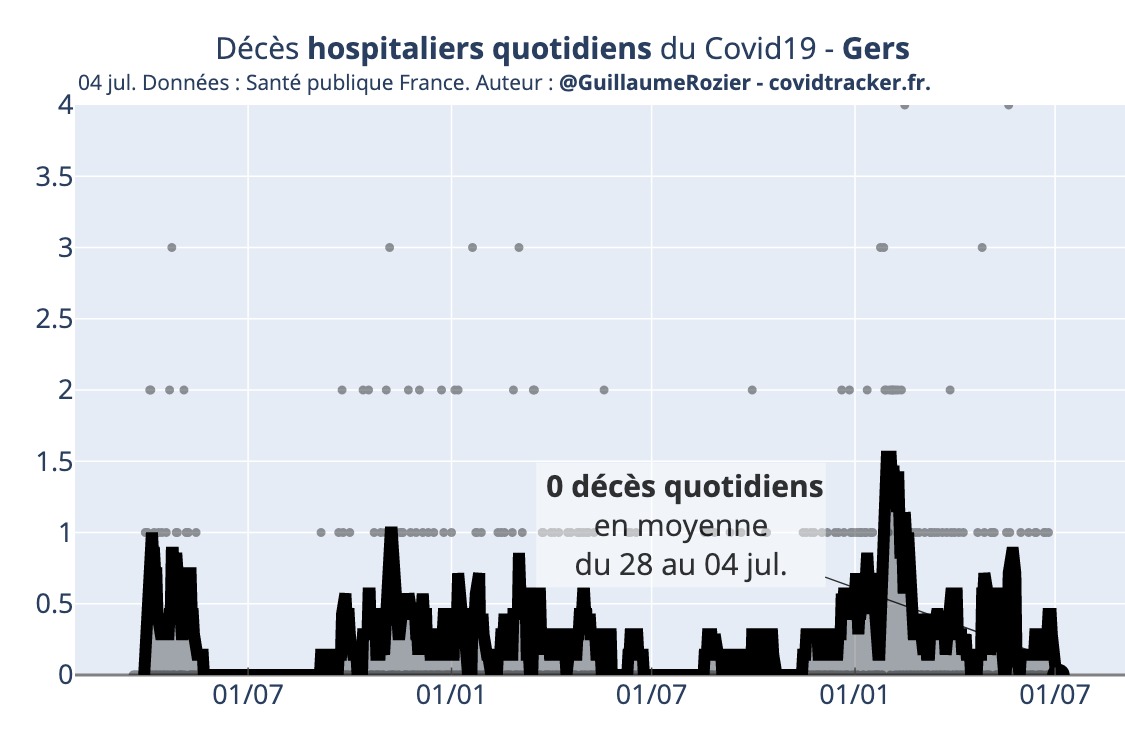 Décès hospitaliers quotidiens du Covid19 - Gers
04 jul. Données : Santé publique France. Auteur : @GuillaumeRozier - covidtracker.fr.
4
3.5
3
2.5
2
1.5
1
0.5
0
0 décès quotidiens
en moyenne
du 28 au 04 jul.
01/07
01/01
01/07
01/01
01/07